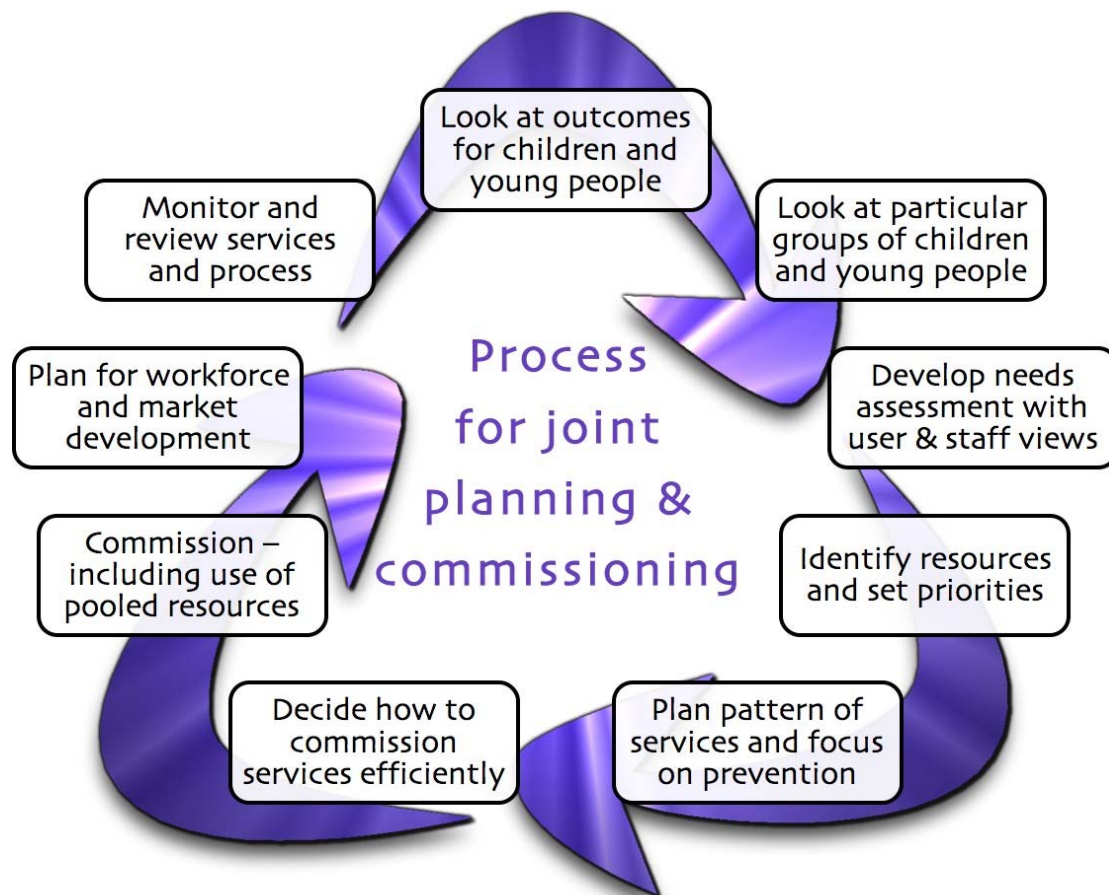 Look at outcomes
for children and
young people
Look at particular
groups of children
and young people
Develop needs
assessment with
user & staff views
Identify resources
and set priorities
Plan pattern of
services and focus
on prevention
Decide how to
commission
services efficiently
Commission –
including use of
pooled resources
Plan for workforce
and market
development
Monitor and
review services
and process
Process
for joint
planning &
commissioning